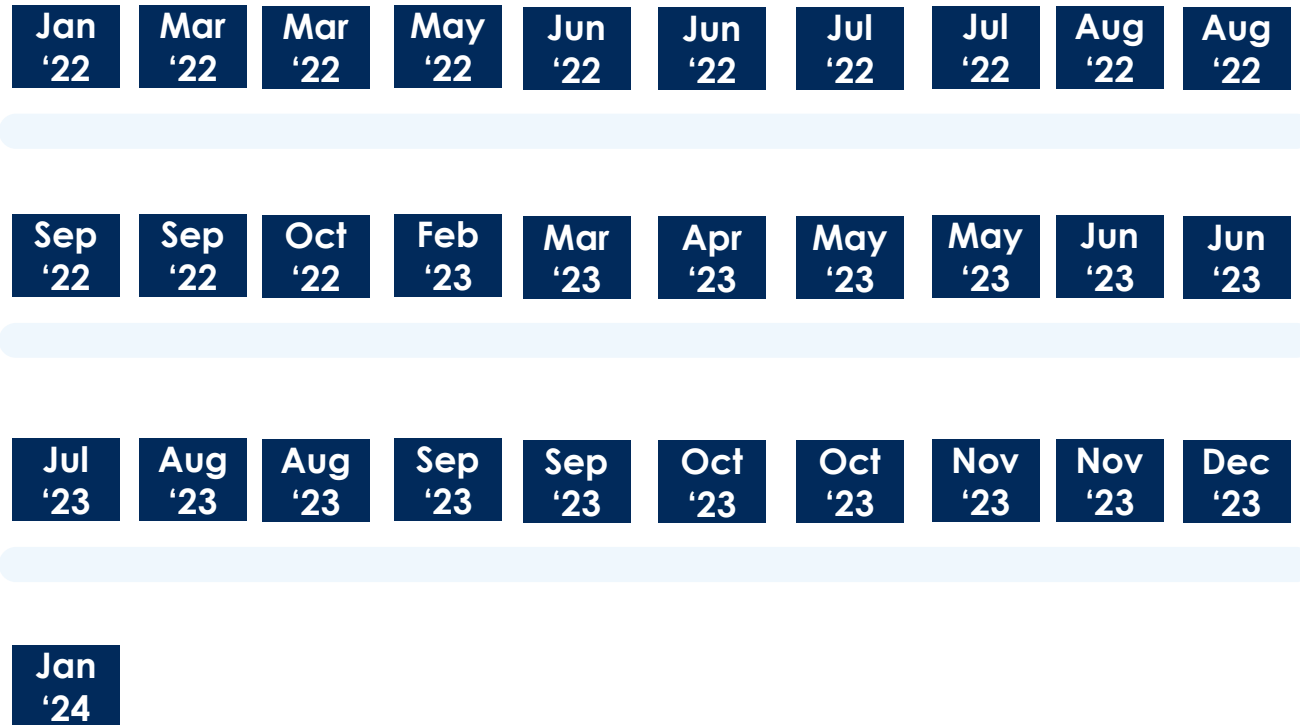 Jan Mar Mar May Jun Jun Jul Jul Aug Aug
‘22 ‘22 ‘22 ‘22 ‘22 ‘22 ‘22 ‘22 ‘22 ‘22
Sep Sep Oct Feb Mar Apr May May Jun Jun
‘22 ‘22 ‘22 ‘23 ‘23 ‘23 ‘23 ‘23 ‘23 ‘23
Jul Aug Aug Sep Sep Oct Oct Nov Nov Dec
‘23 ‘23 ‘23 ‘23 ‘23 ‘23 ‘23 ‘23 ‘23 ‘23
Jan
‘24